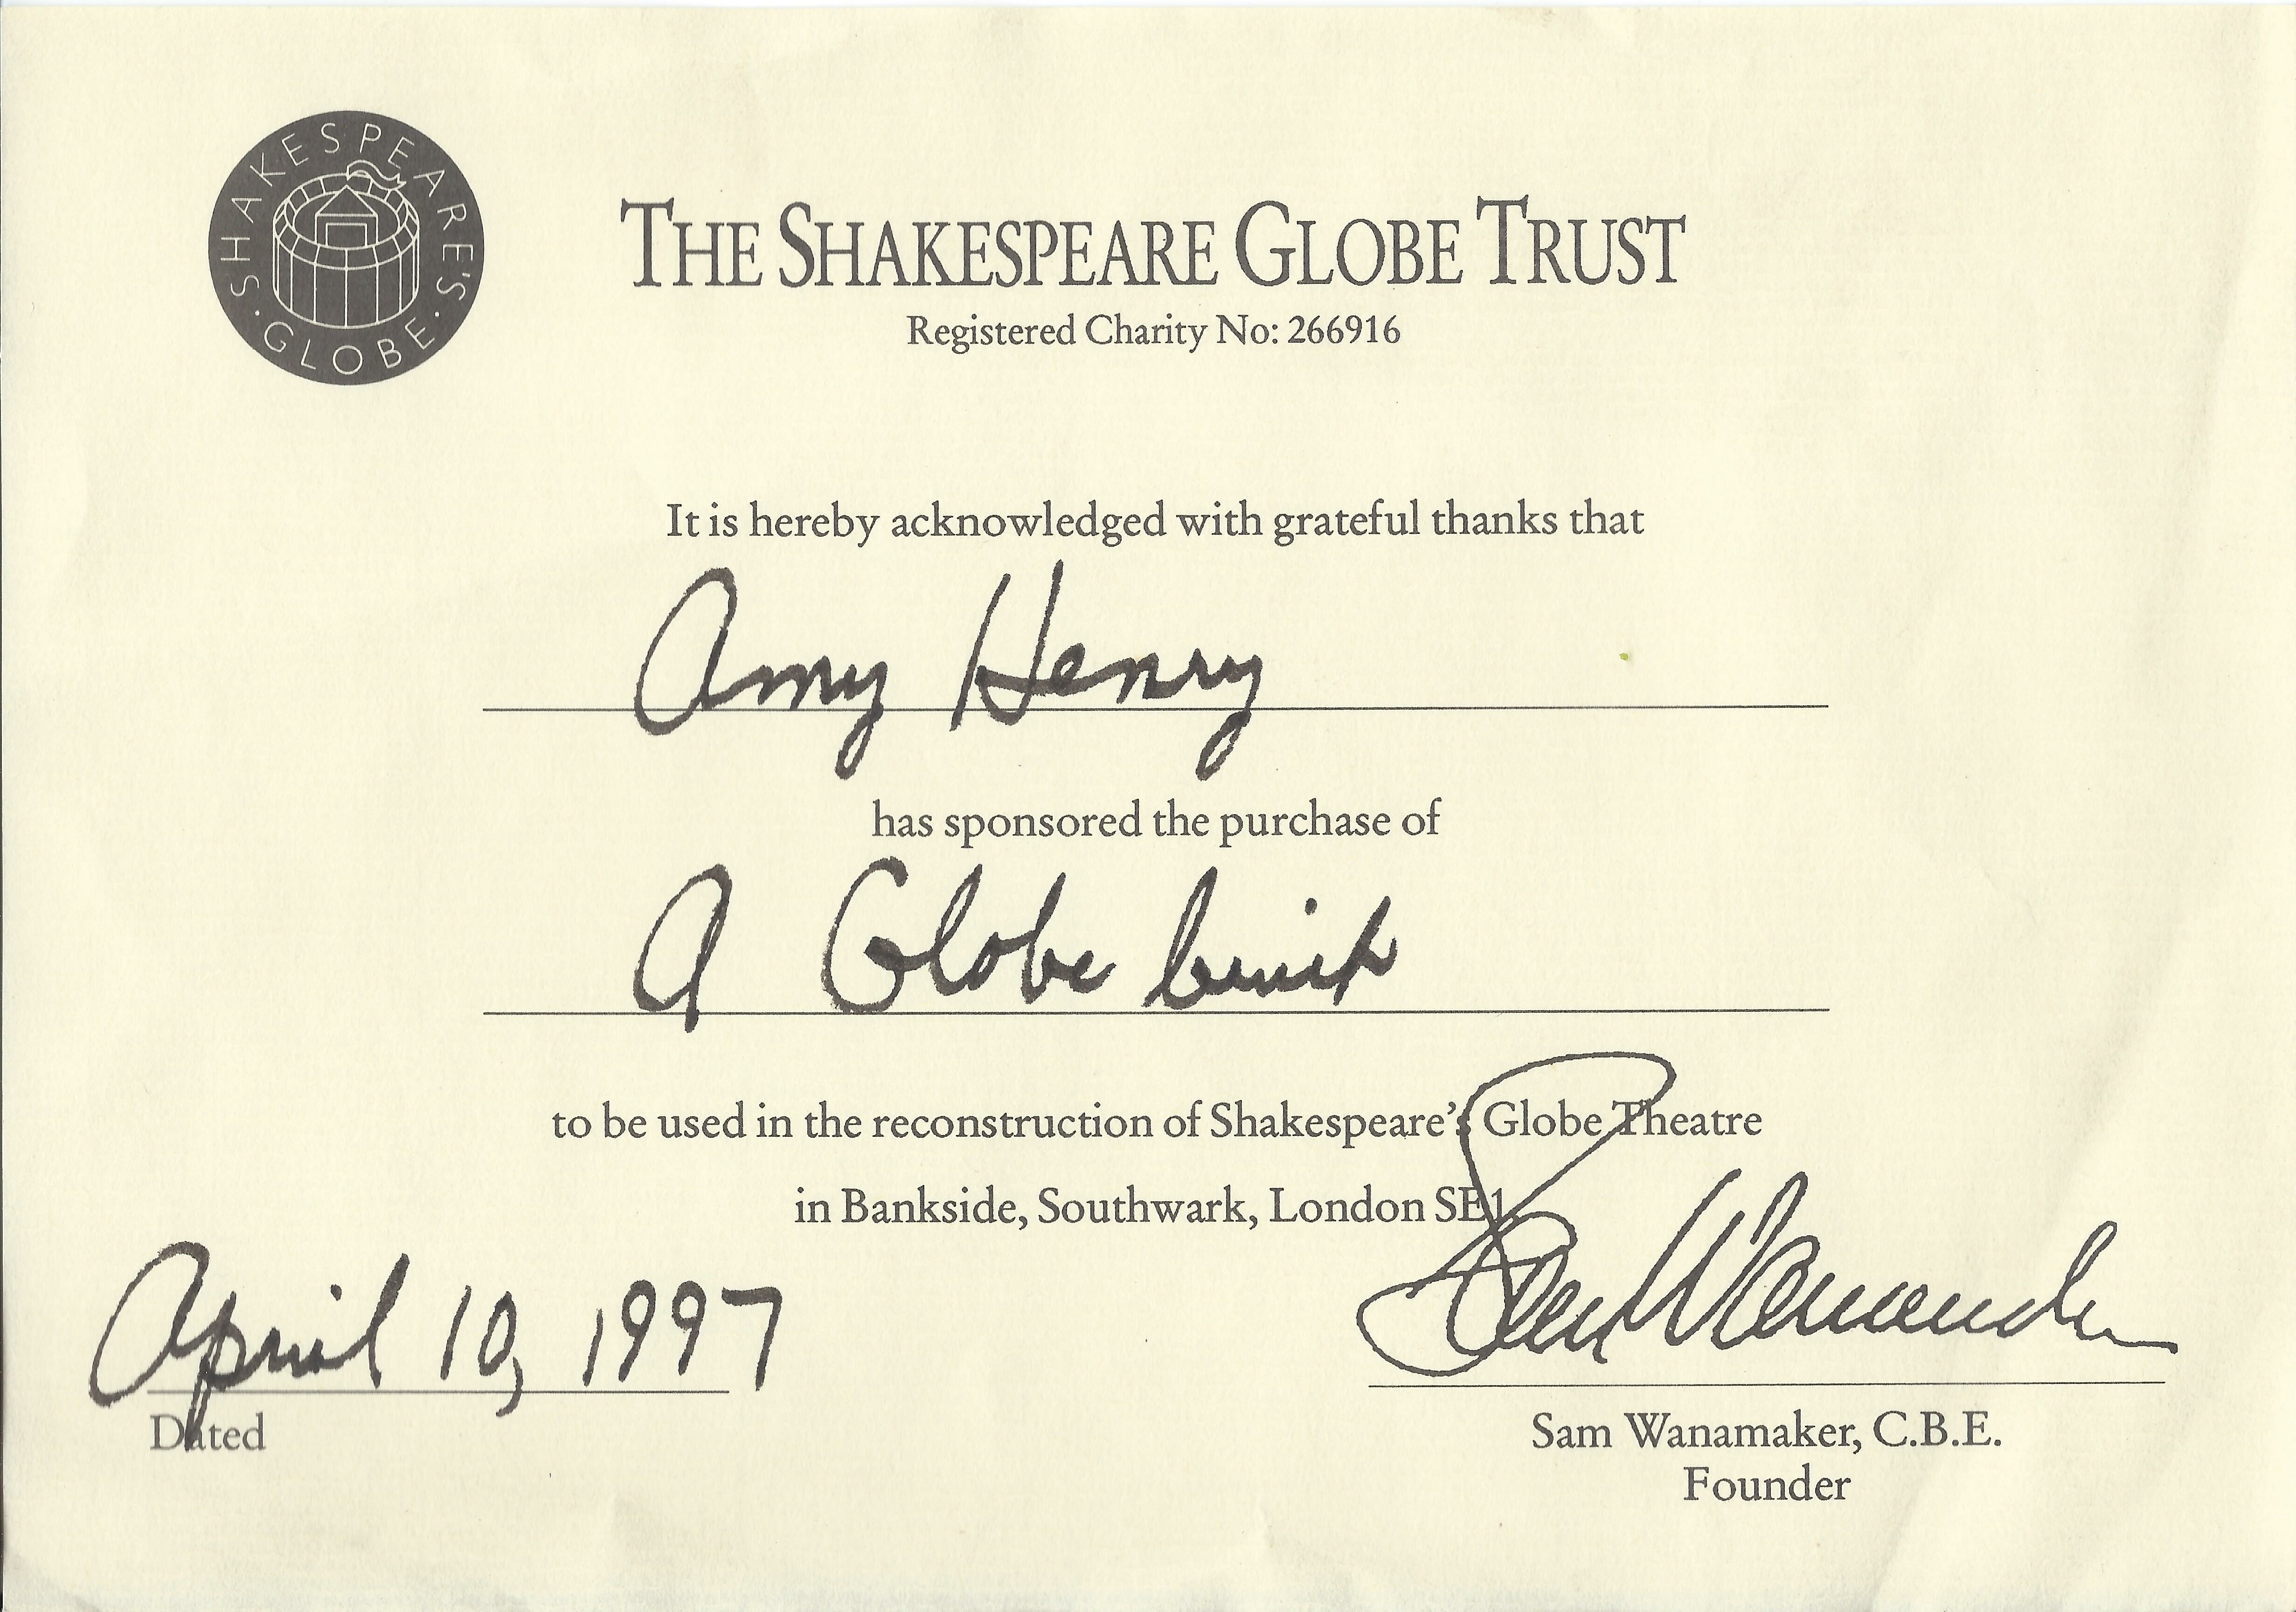 SHAKESPEARE'S · GLOBE ·
THE SHAKESPEARE GLOBE TRUST
Registered Charity No: 266916
It is hereby acknowledged with grateful thanks that
Amy Henry
has sponsored the purchase of
A Globe brick
to be used in the reconstruction of Shakespeare's Globe Theatre
in Bankside, Southwark, London SE1
April 10, 1997
Sam Wanamaker
Dated
Sam Wanamaker, C.B.E.
Founder